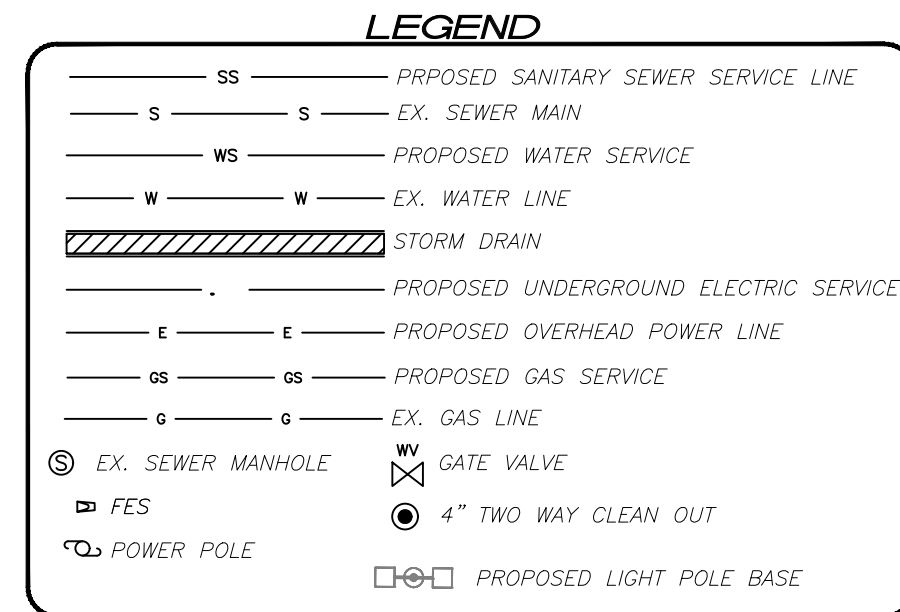 LEGEND
SS PRPOSED SANITARY SEWER SERVICE LINE
S S EX. SEWER MAIN
WS PROPOSED WATER SERVICE
W W EX. WATER LINE
STORM DRAIN
. PROPOSED UNDERGROUND ELECTRIC SERVICE
E E PROPOSED OVERHEAD POWER LINE
GS GS PROPOSED GAS SERVICE
G G EX. GAS LINE
S EX. SEWER MANHOLE
WV GATE VALVE
FES
4” TWO WAY CLEAN OUT
POWER POLE
PROPOSED LIGHT POLE BASE